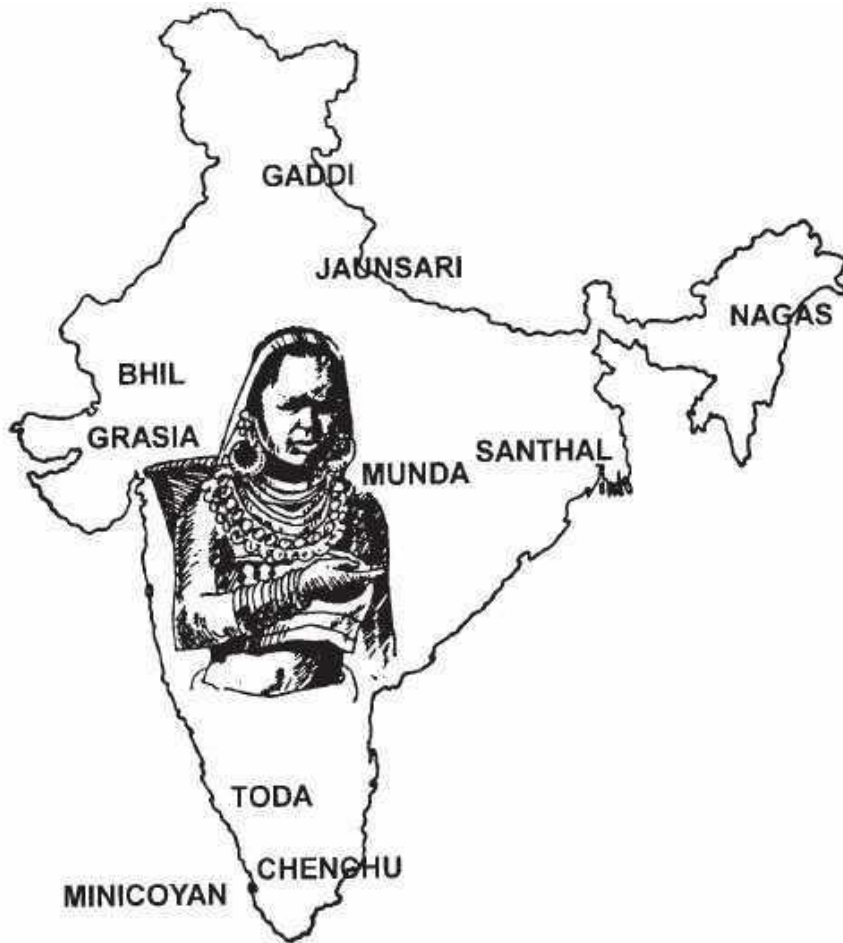 GADDI
JAUNSARI
NAGAS
BHIL
GRASIA
SANTHAL
MUNDA
TODA
CHENCHU
MINICOYAN